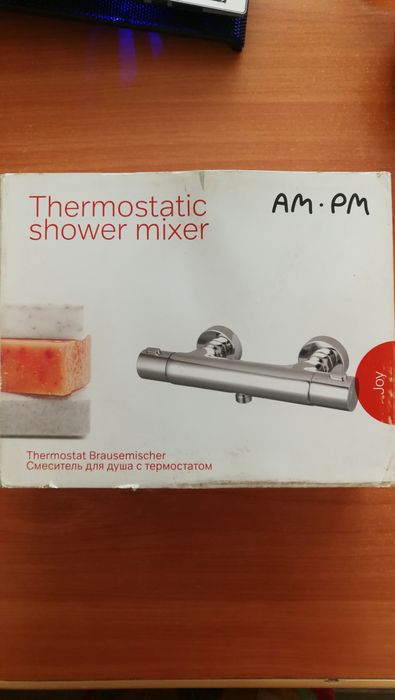 Thermostatic
shower mixer
AM·PM
Joy
Thermostat Brausemischer
Смеситель для душа с термостатом